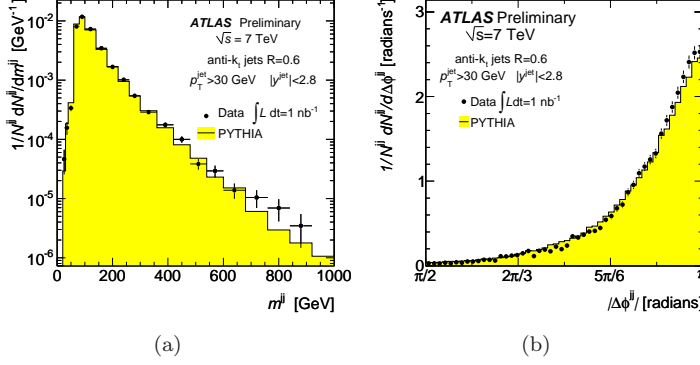 1/N^jj dN^jj/dm^jj [GeV⁻¹]
ATLAS Preliminary
√s = 7 TeV
anti-k_t jets R=0.6
p_T^jet>30 GeV |y^jet|<2.8
Data ∫L dt=1 nb⁻¹
PYTHIA
10⁻²
10⁻³
10⁻⁴
10⁻⁵
10⁻⁶
0 200 400 600 800 1000
m^jj [GeV]
(a)
1/N^jj dN^jj/dΔϕ^jj [radians⁻¹]
ATLAS Preliminary
√s=7 TeV
anti-k_t jets R=0.6
p_T^jet>30 GeV |y^jet|<2.8
Data ∫Ldt=1 nb⁻¹
PYTHIA
3
2
1
0
π/2 2π/3 5π/6
|Δϕ^jj| [radians]
(b)